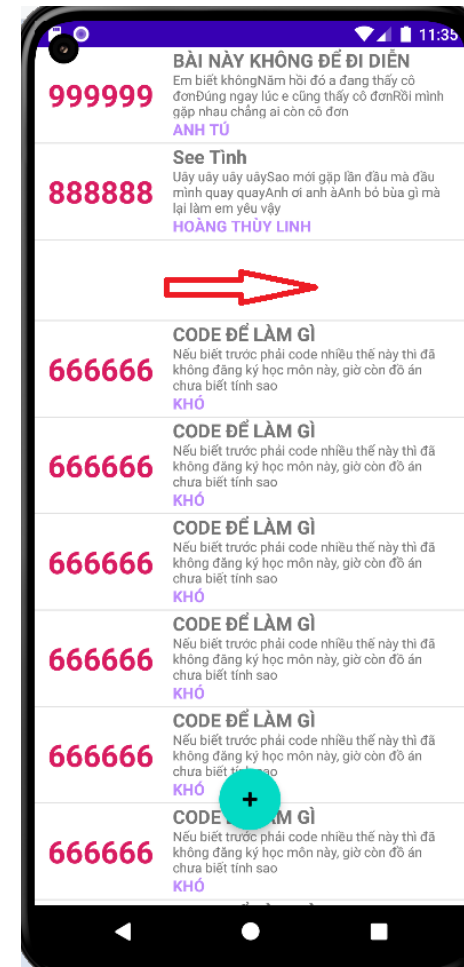 11:35
BÀI NÀY KHÔNG ĐỂ ĐI DIỄN
999999
Em biết khôngNăm hồi đó a đang thấy cô
đơnĐúng ngay lúc e cũng thấy cô đơnRồi mình
gặp nhau chẳng ai còn cô đơn
ANH TÚ
See Tình
888888
Uây uây uây uâySao mới gặp lần đầu mà đầu
mình quay quayAnh ơi anh àAnh bỏ bùa gì mà
lại làm em yêu vậy
HOÀNG THÙY LINH
CODE ĐỂ LÀM GÌ
666666
Nếu biết trước phải code nhiều thế này thì đã
không đăng ký học môn này, giờ còn đồ án
chưa biết tính sao
KHÓ
CODE ĐỂ LÀM GÌ
666666
Nếu biết trước phải code nhiều thế này thì đã
không đăng ký học môn này, giờ còn đồ án
chưa biết tính sao
KHÓ
CODE ĐỂ LÀM GÌ
666666
Nếu biết trước phải code nhiều thế này thì đã
không đăng ký học môn này, giờ còn đồ án
chưa biết tính sao
KHÓ
CODE ĐỂ LÀM GÌ
666666
Nếu biết trước phải code nhiều thế này thì đã
không đăng ký học môn này, giờ còn đồ án
chưa biết tính sao
KHÓ
CODE ĐỂ LÀM GÌ
666666
Nếu biết trước phải code nhiều thế này thì đã
không đăng ký học môn này, giờ còn đồ án
chưa biết tính sao
KHÓ
+
CODE ĐỂ LÀM GÌ
666666
Nếu biết trước phải code nhiều thế này thì đã
không đăng ký học môn này, giờ còn đồ án
chưa biết tính sao
KHÓ